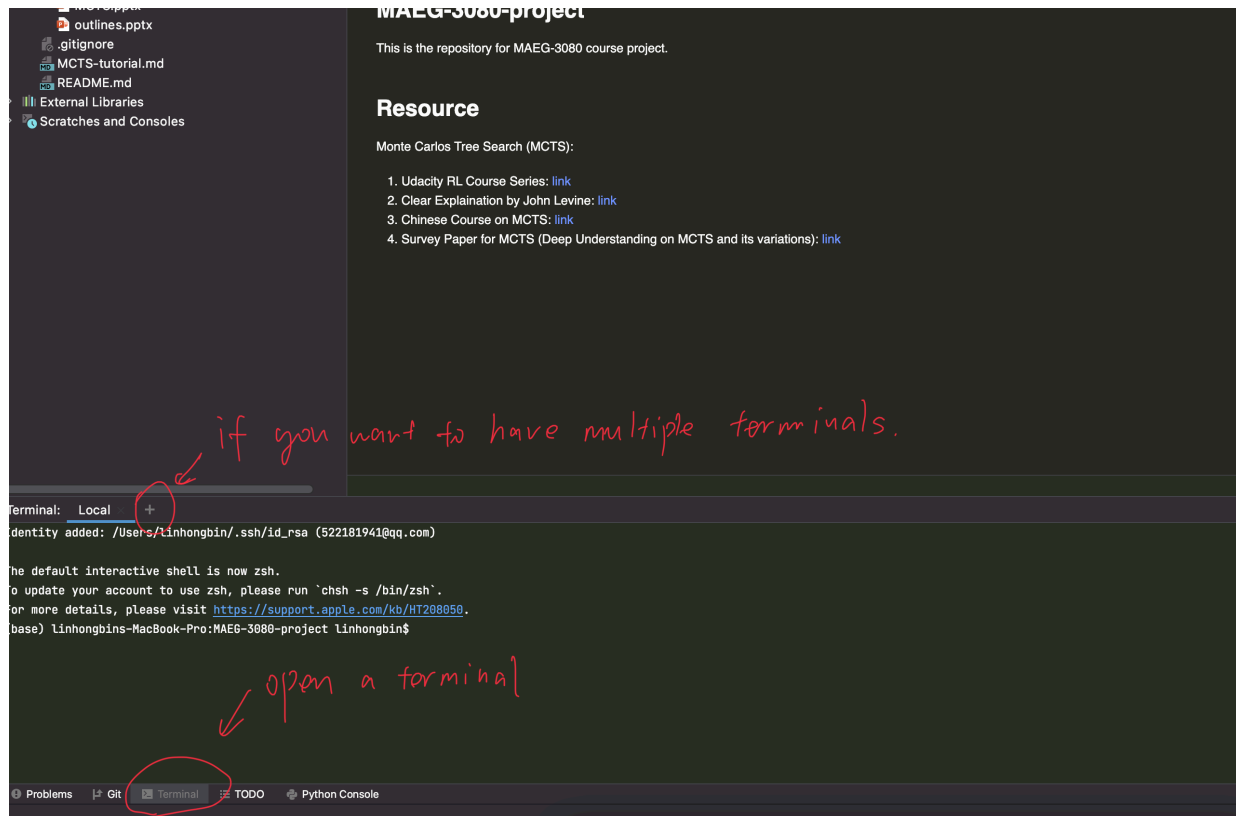 MCTS.pptx
outlines.pptx
.gitignore
MCTS-tutorial.md
README.md
External Libraries
Scratches and Consoles
MAEG-3080-project
This is the repository for MAEG-3080 course project.
Resource
Monte Carlos Tree Search (MCTS):
1. Udacity RL Course Series: link
2. Clear Explaination by John Levine: link
3. Chinese Course on MCTS: link
4. Survey Paper for MCTS (Deep Understanding on MCTS and its variations): link
if you want to have multiple terminals.
Terminal: Local × +
Identity added: /Users/linhongbin/.ssh/id_rsa (522181941@qq.com)
The default interactive shell is now zsh.
To update your account to use zsh, please run `chsh -s /bin/zsh`.
For more details, please visit https://support.apple.com/kb/HT208050.
(base) linhongbins-MacBook-Pro:MAEG-3080-project linhongbin$
open a terminal
Problems Git Terminal TODO Python Console